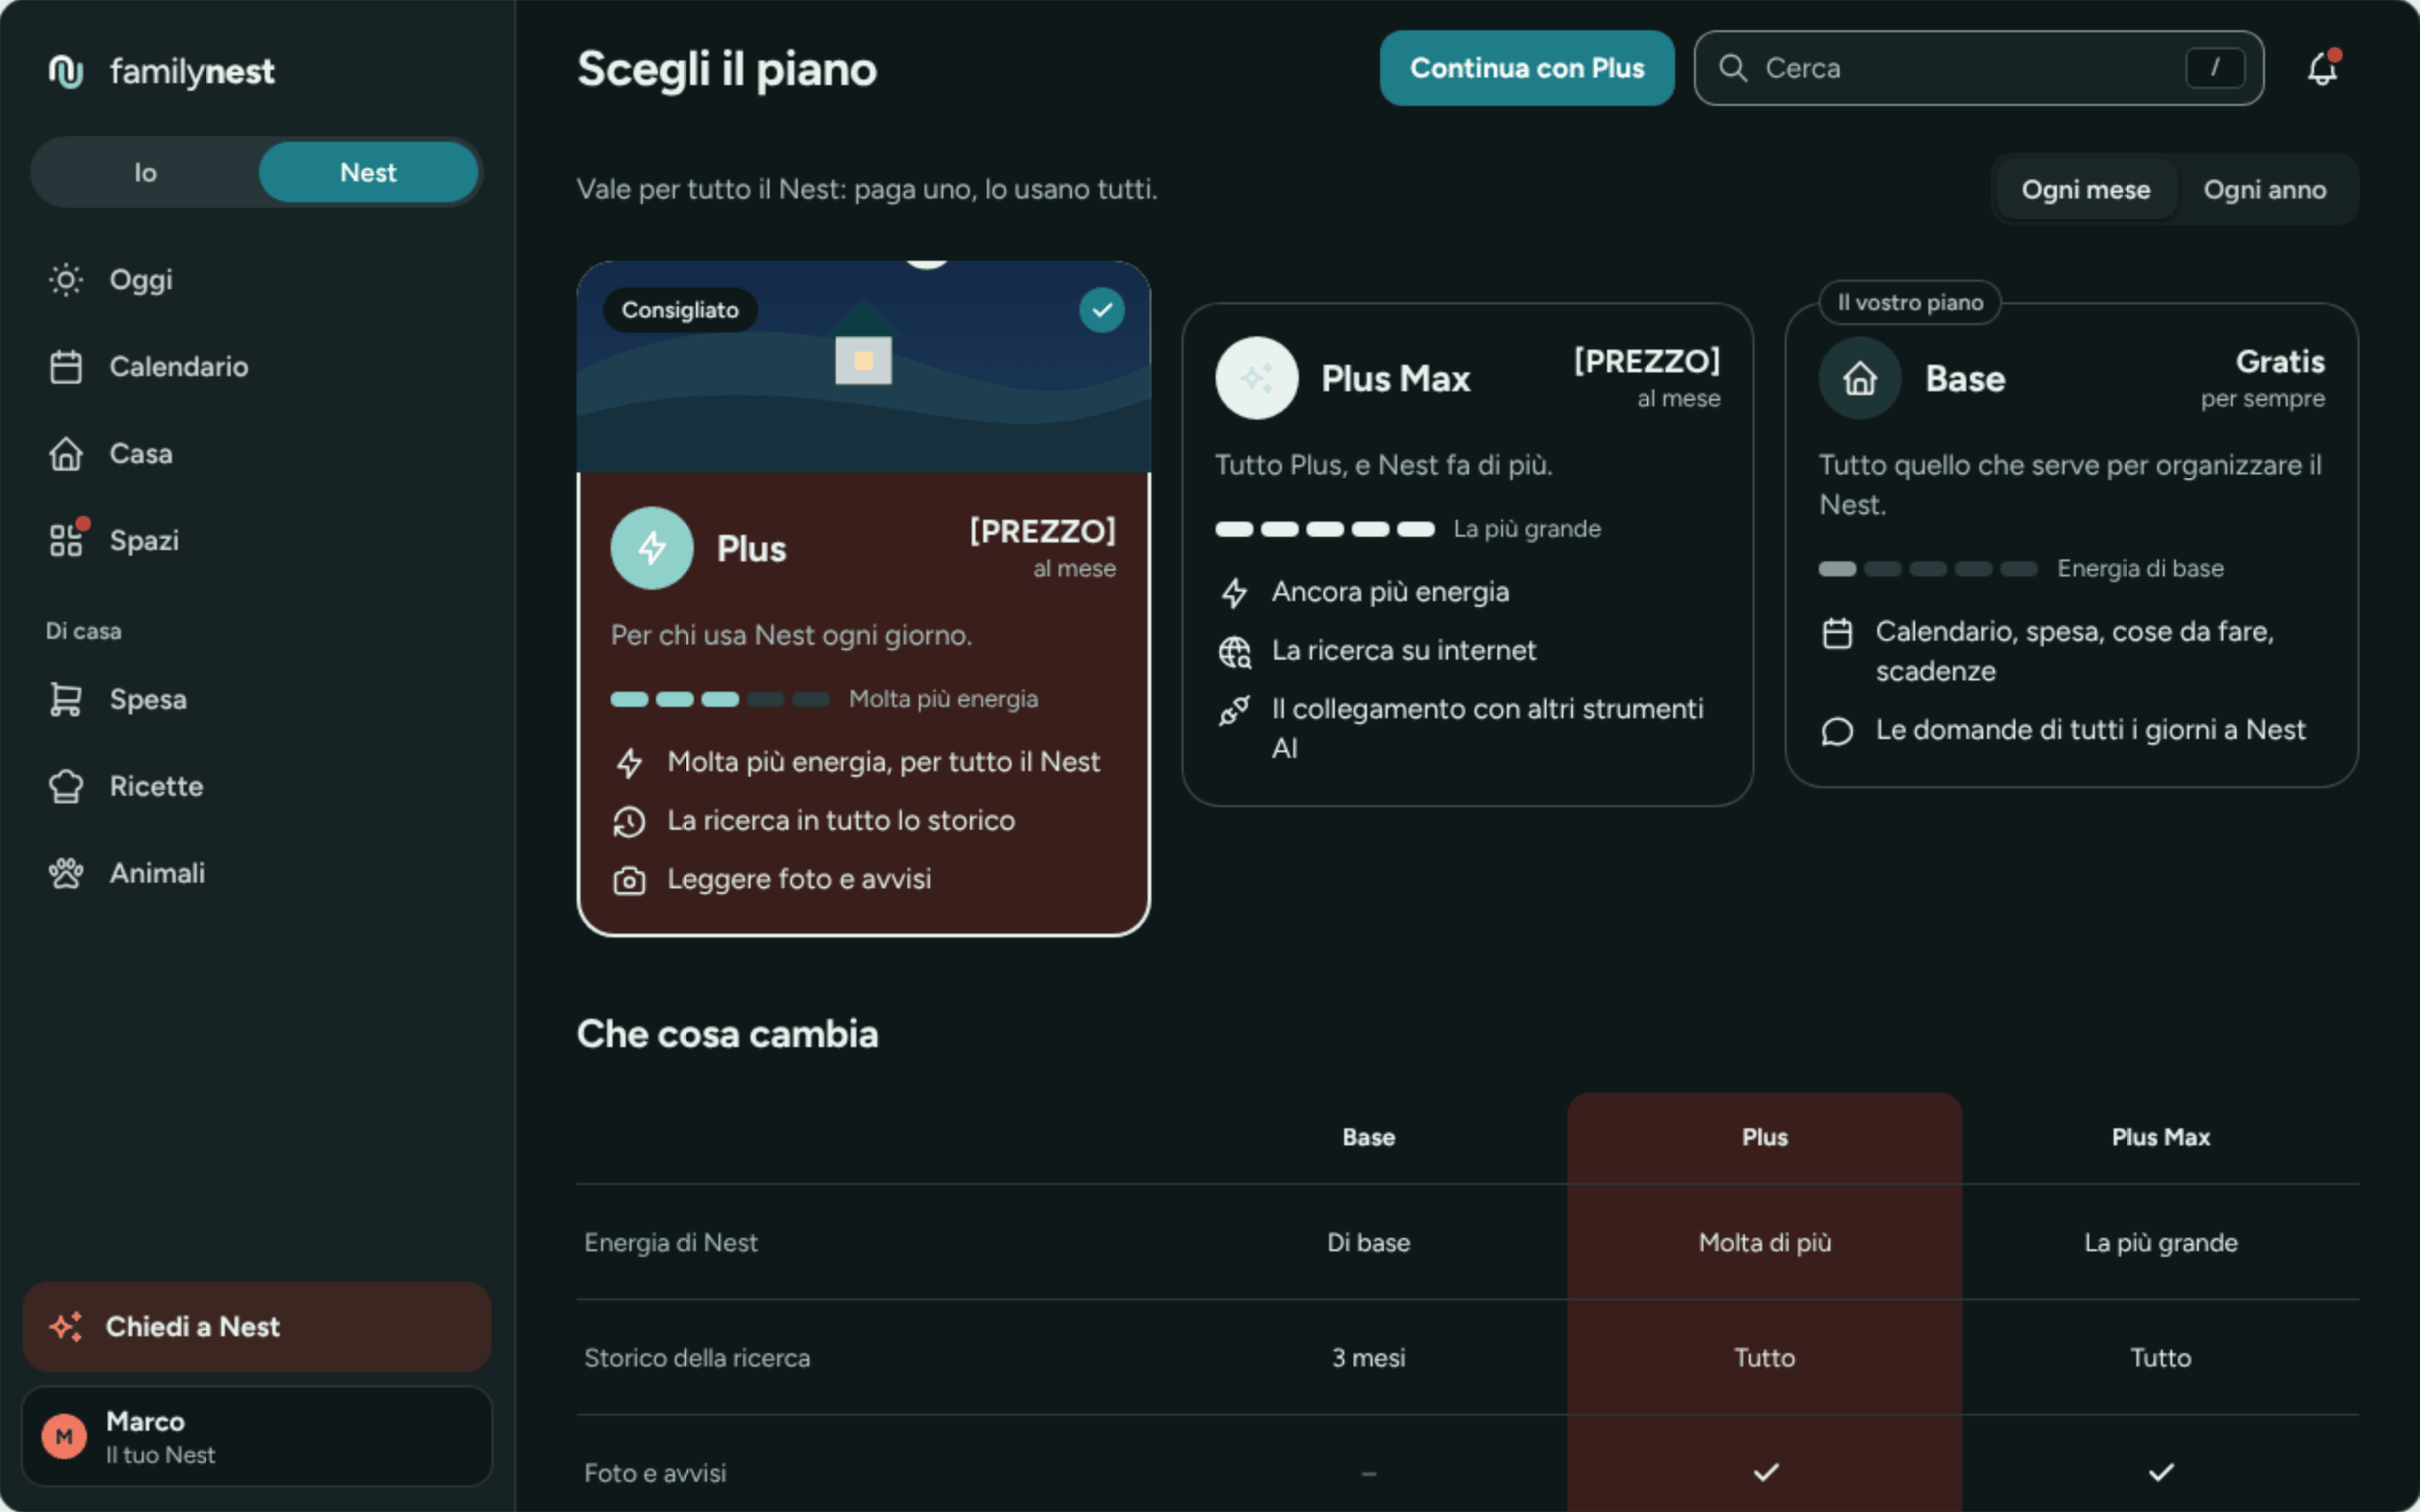 familynest
Io
Nest
Oggi
Calendario
Casa
Spazi
Di casa
Spesa
Ricette
Animali
Chiedi a Nest
M
Marco
Il tuo Nest
Scegli il piano
Continua con Plus
Cerca
/
Vale per tutto il Nest: paga uno, lo usano tutti.
Ogni mese
Ogni anno
Consigliato
Plus
[PREZZO]
al mese
Per chi usa Nest ogni giorno.
Molta più energia
Molta più energia, per tutto il Nest
La ricerca in tutto lo storico
Leggere foto e avvisi
Plus Max
[PREZZO]
al mese
Tutto Plus, e Nest fa di più.
La più grande
Ancora più energia
La ricerca su internet
Il collegamento con altri strumenti
AI
Il vostro piano
Base
Gratis
per sempre
Tutto quello che serve per organizzare il
Nest.
Energia di base
Calendario, spesa, cose da fare,
scadenze
Le domande di tutti i giorni a Nest
Che cosa cambia
Base Plus Plus Max
Energia di Nest Di base Molta di più La più grande
Storico della ricerca 3 mesi Tutto Tutto
Foto e avvisi –